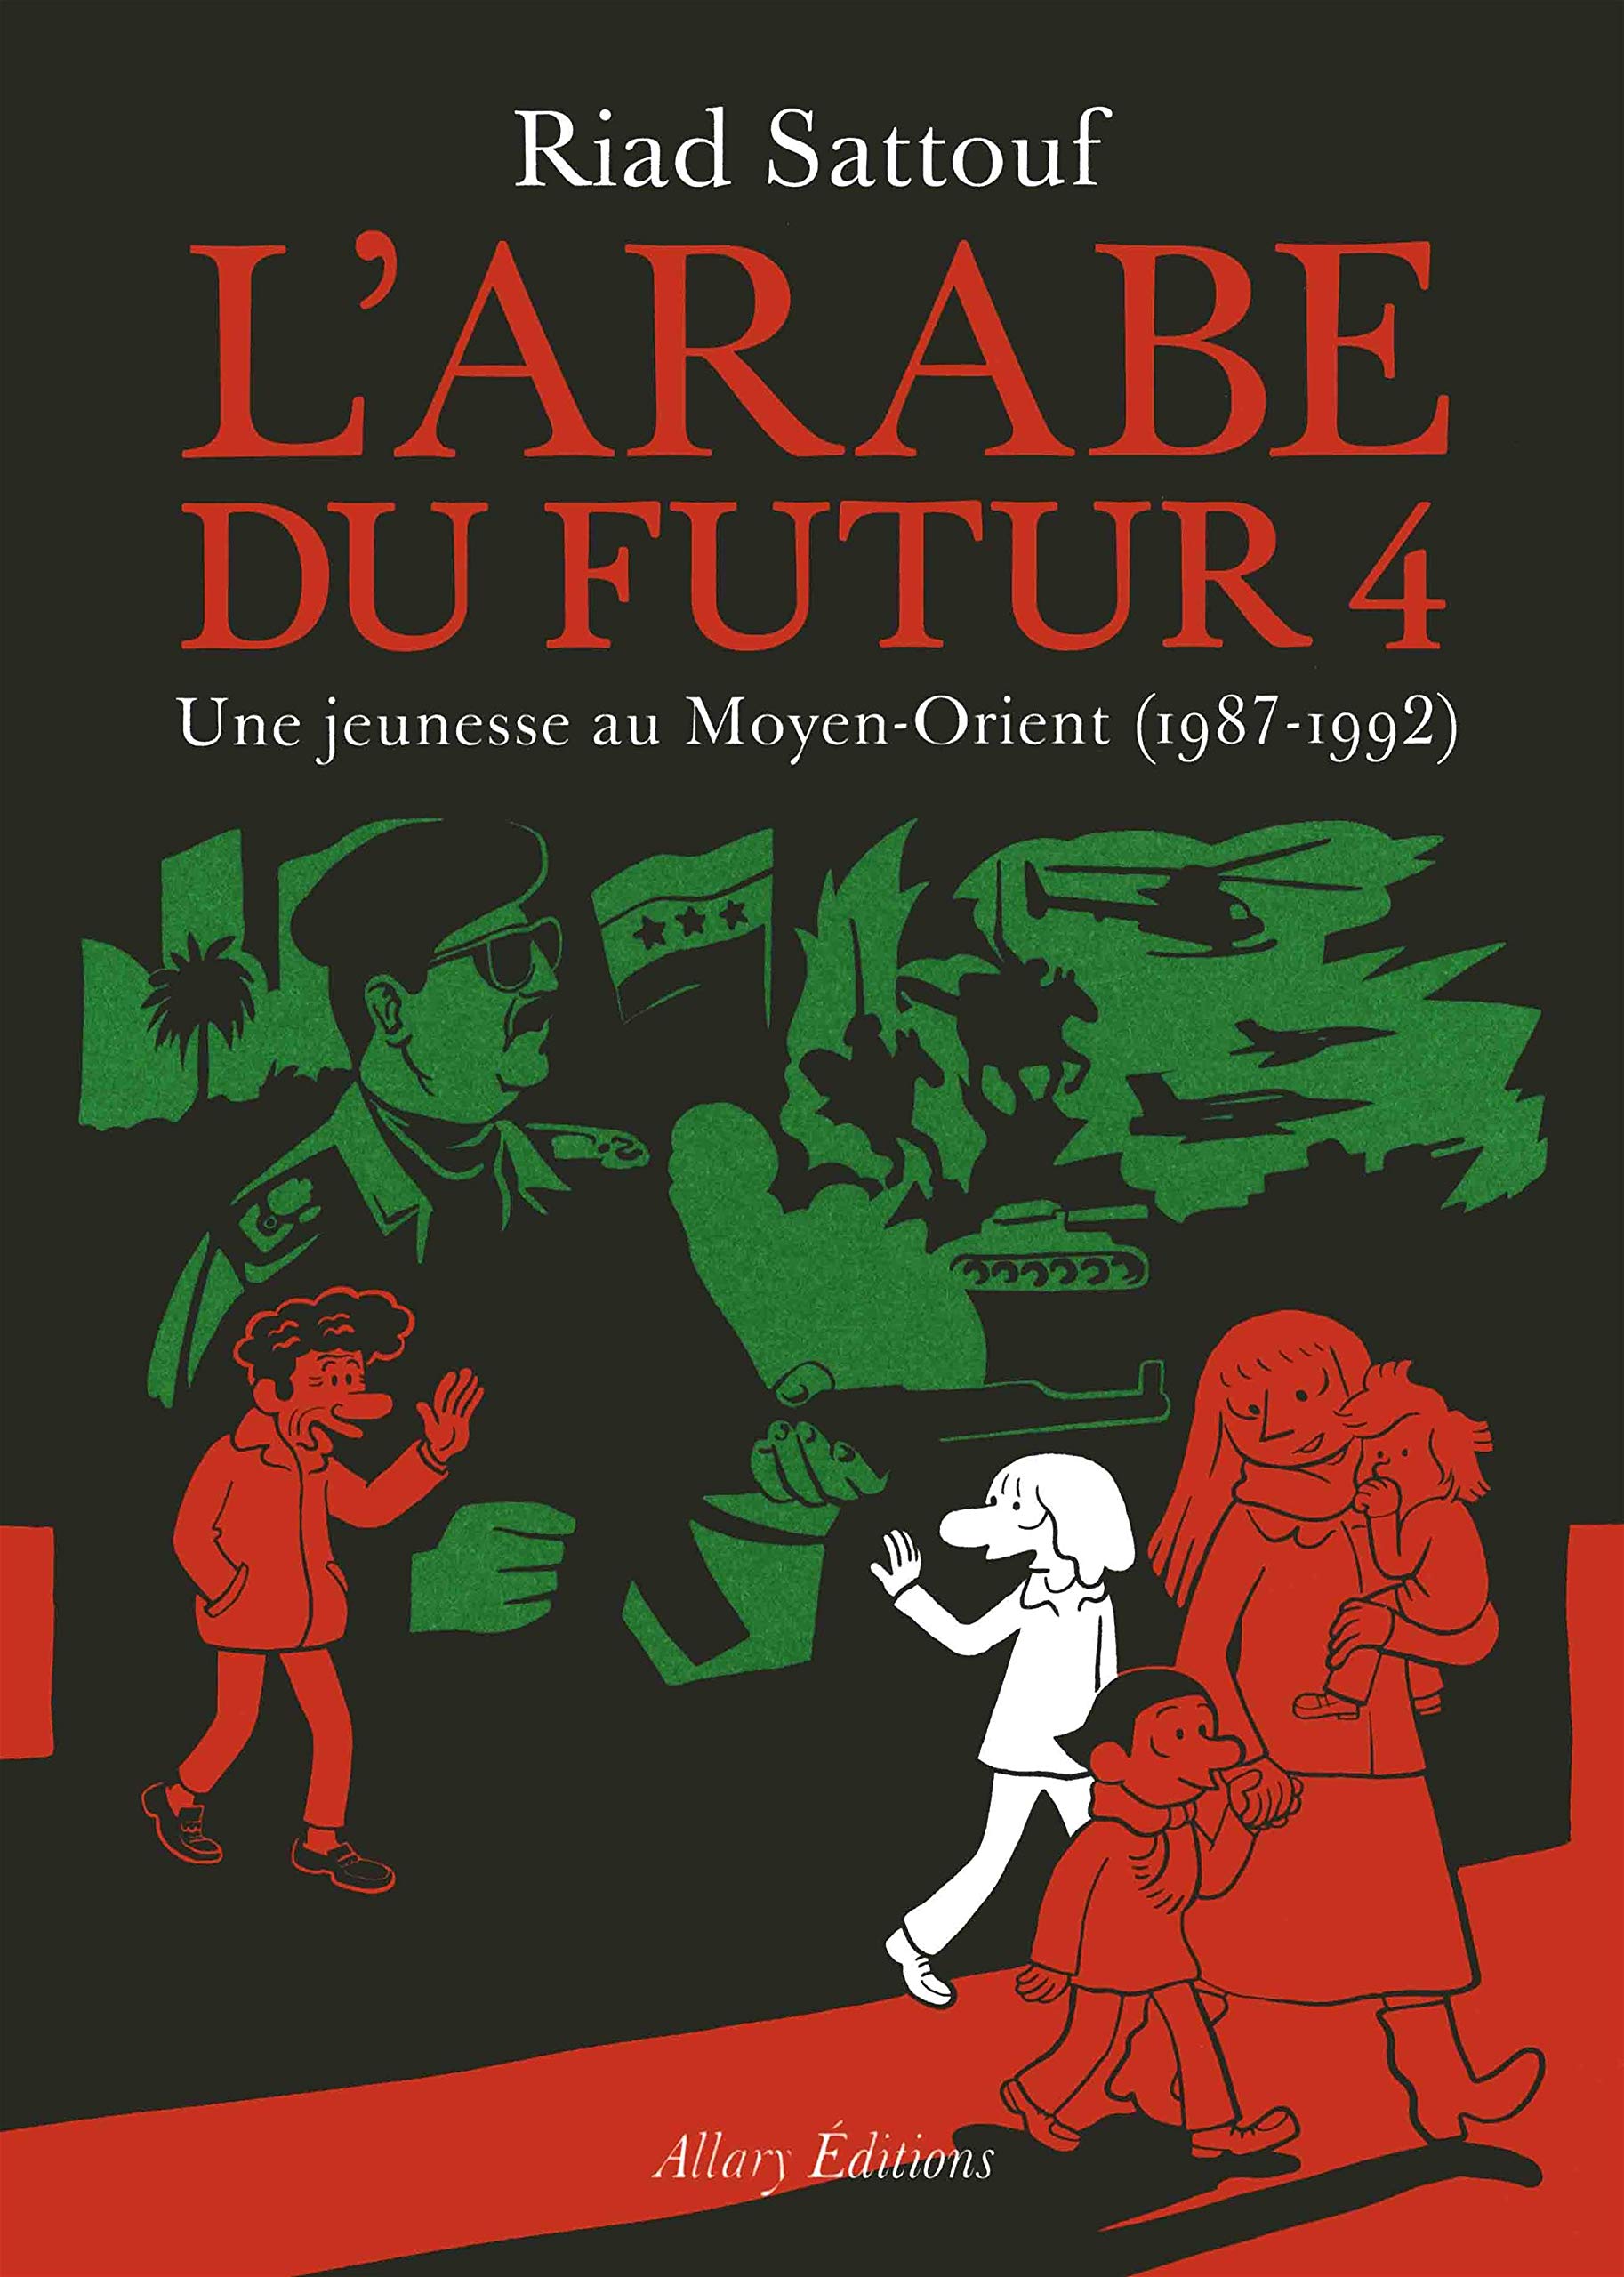 Riad Sattouf
L’ARABE
DU FUTUR 4
Une jeunesse au Moyen-Orient (1987-1992)
Allary Éditions